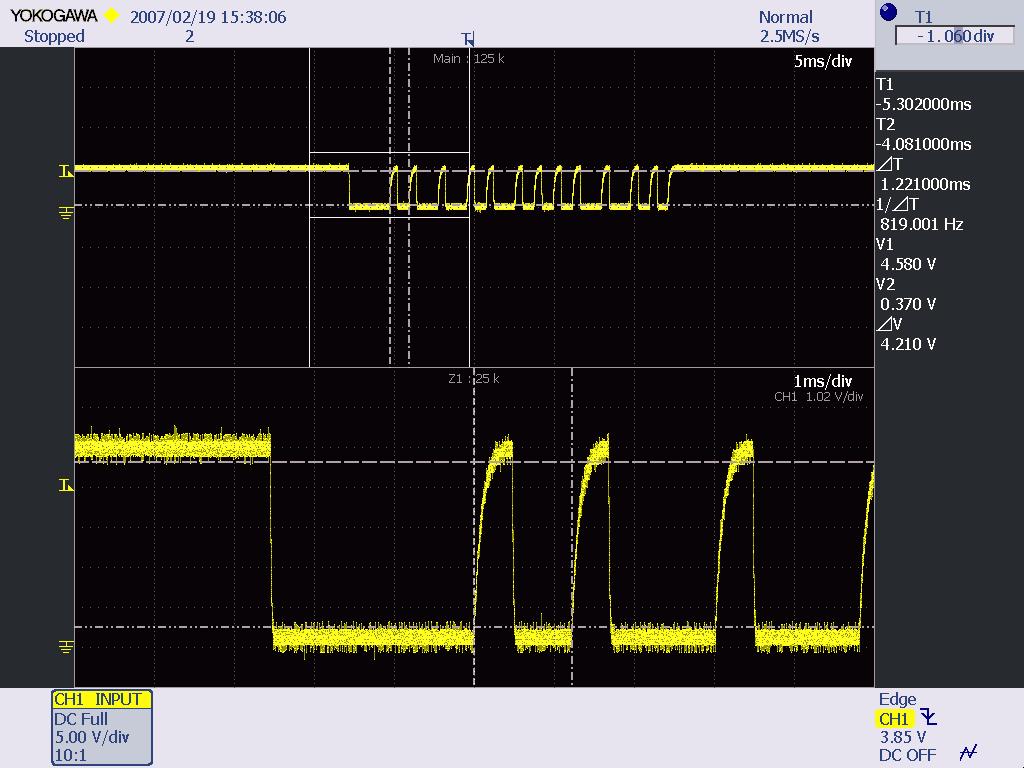 YOKOGAWA 2007/02/19 15:38:06 Normal T1
Stopped 2 T 2.5MS/s -1.060div
Main : 125 k 5ms/div
T1
-5.302000ms
T2
-4.081000ms
⊿T
1.221000ms
1/⊿T
819.001 Hz
V1
4.580 V
V2
0.370 V
⊿V
4.210 V
Z1 : 25 k 1ms/div
CH1 1.02 V/div
CH1 INPUT
DC Full
5.00 V/div
10:1
Edge
CH1
3.85 V
DC OFF